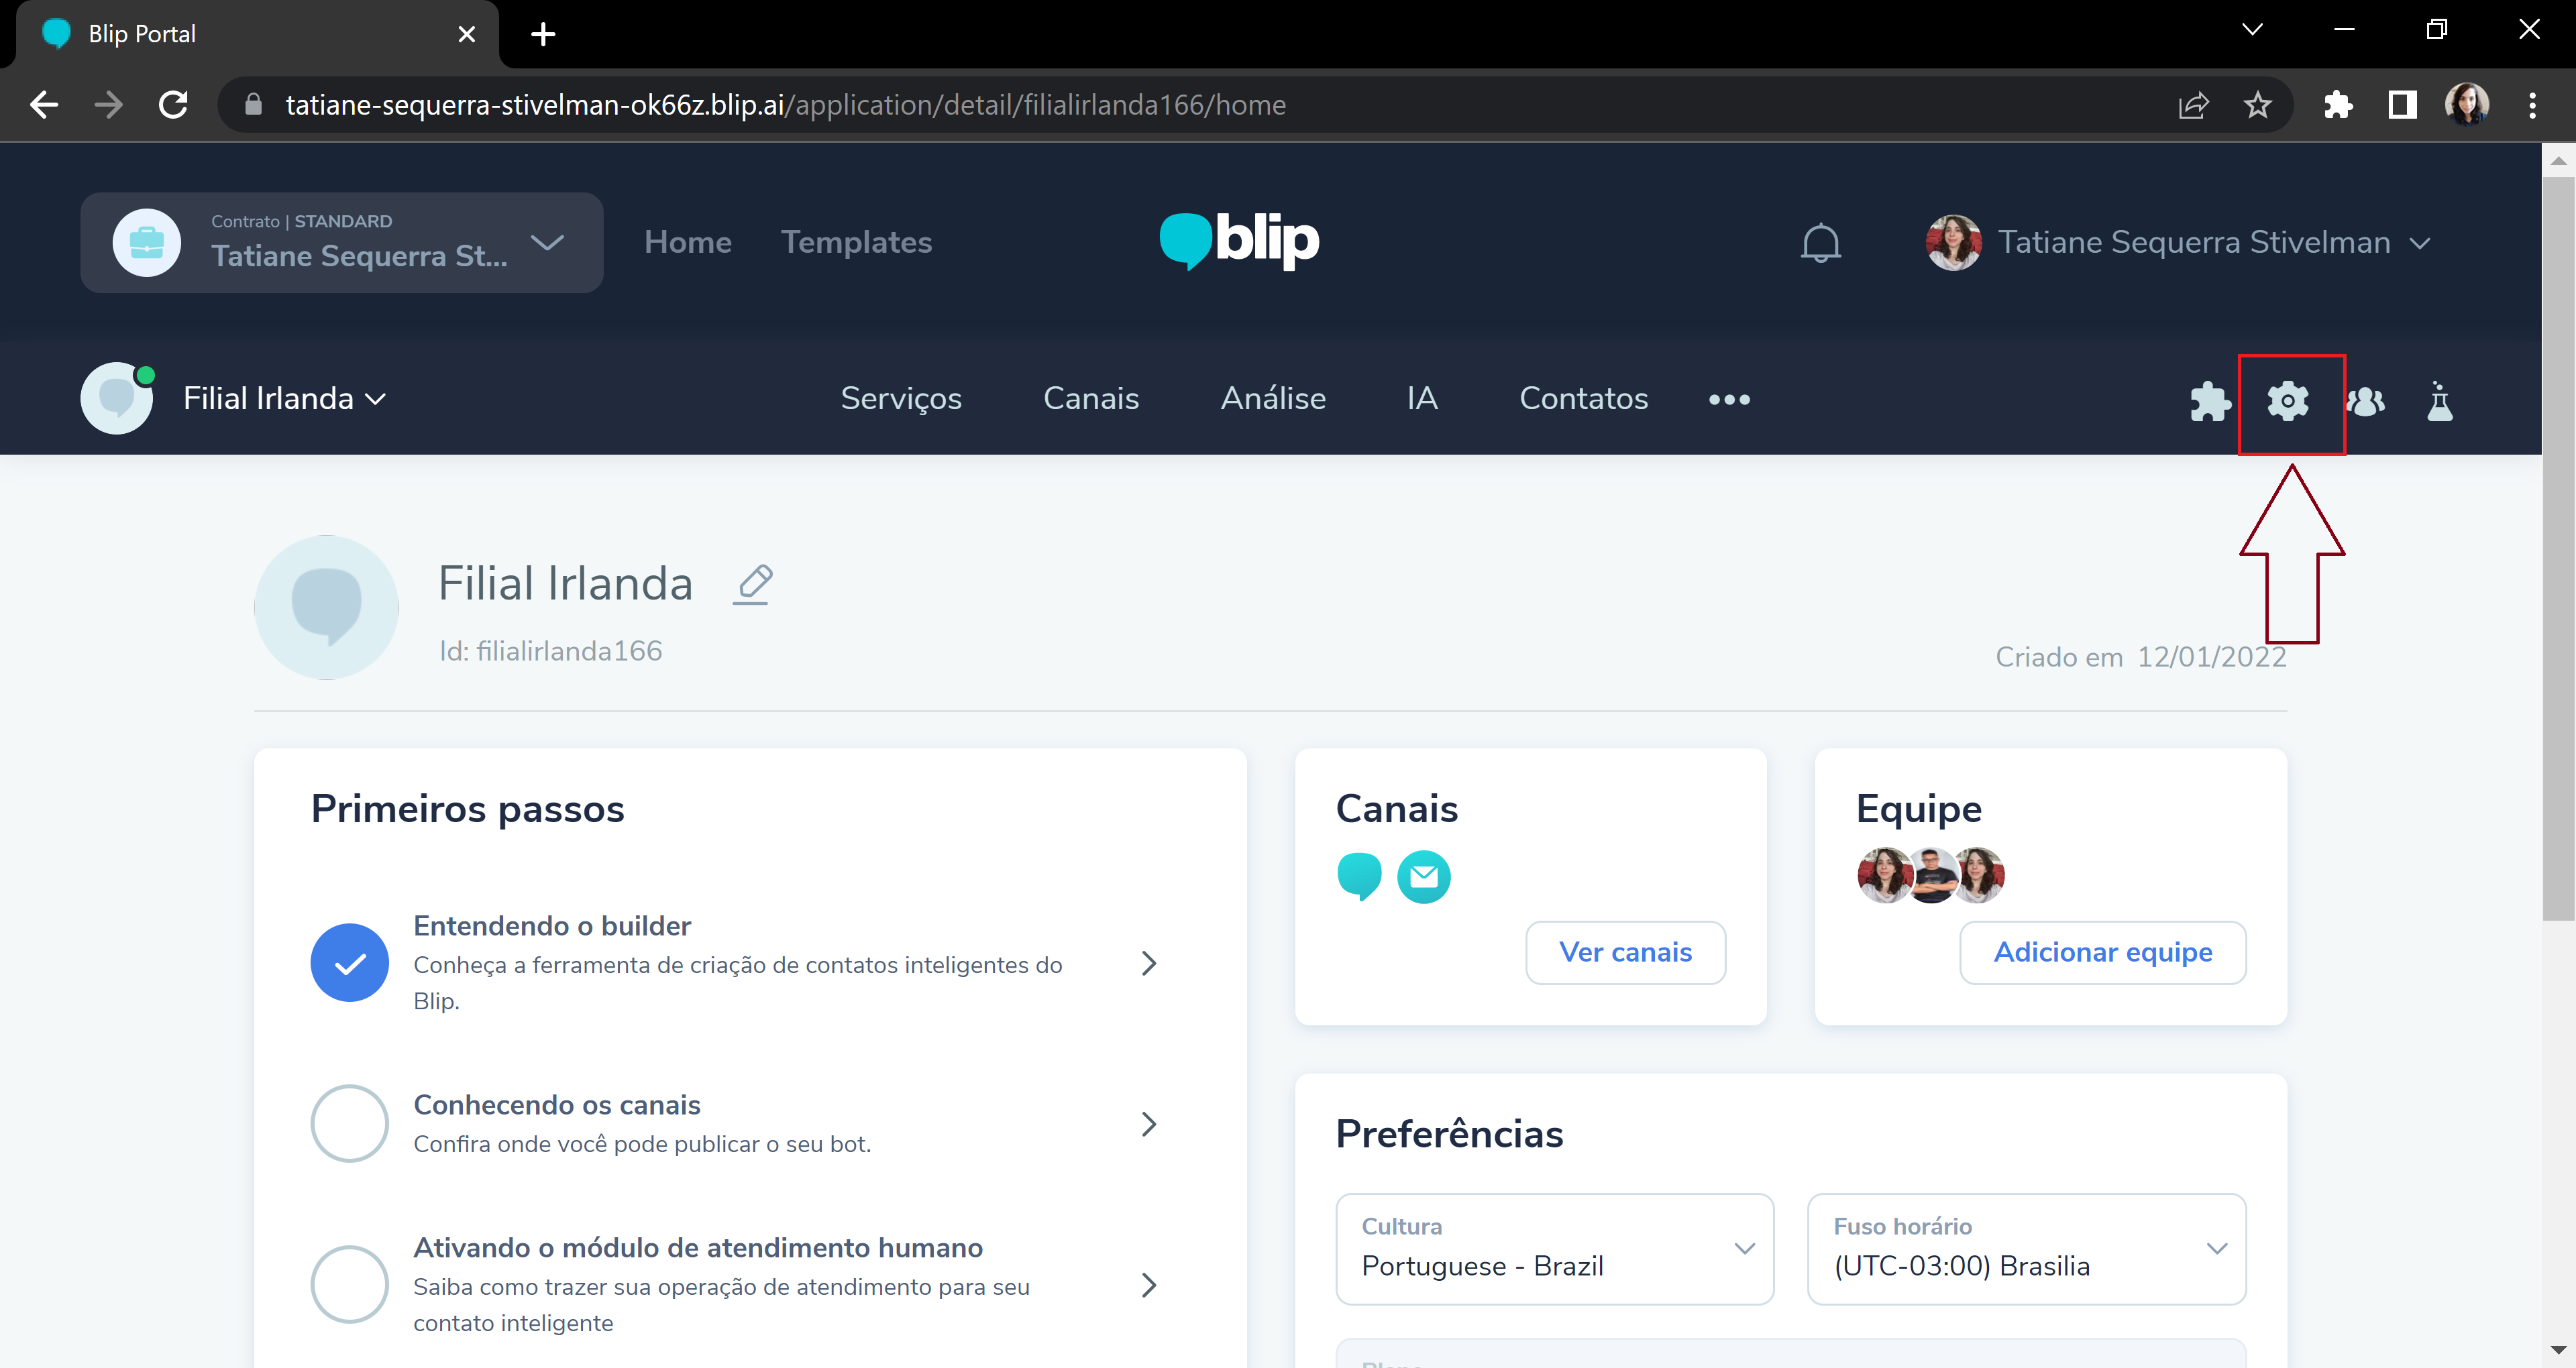 Blip Portal
tatiane-sequerra-stivelman-ok66z.blip.ai/application/detail/filialirlanda166/home
Contrato | STANDARD
Tatiane Sequerra St...
Home
Templates
blip
Tatiane Sequerra Stivelman
Filial Irlanda
Serviços
Canais
Análise
IA
Contatos
Filial Irlanda
Id: filialirlanda166
Criado em 12/01/2022
Primeiros passos
Entendendo o builder
Conheça a ferramenta de criação de contatos inteligentes do
Blip.
Conhecendo os canais
Confira onde você pode publicar o seu bot.
Ativando o módulo de atendimento humano
Saiba como trazer sua operação de atendimento para seu
contato inteligente
Canais
Ver canais
Equipe
Adicionar equipe
Preferências
Cultura
Portuguese - Brazil
Fuso horário
(UTC-03:00) Brasilia